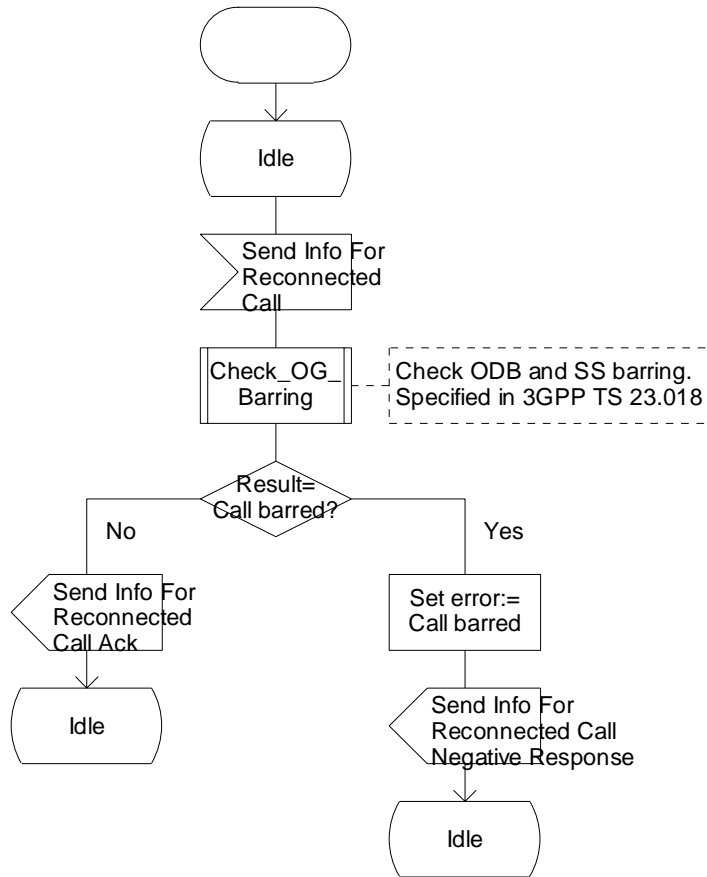 Idle
Send Info For
Reconnected
Call
Check_OG_
Barring
Check ODB and SS barring.
Specified in 3GPP TS 23.018
Result=
Call barred?
No
Yes
Send Info For
Reconnected
Call Ack
Set error:=
Call barred
Idle
Send Info For
Reconnected Call
Negative Response
Idle